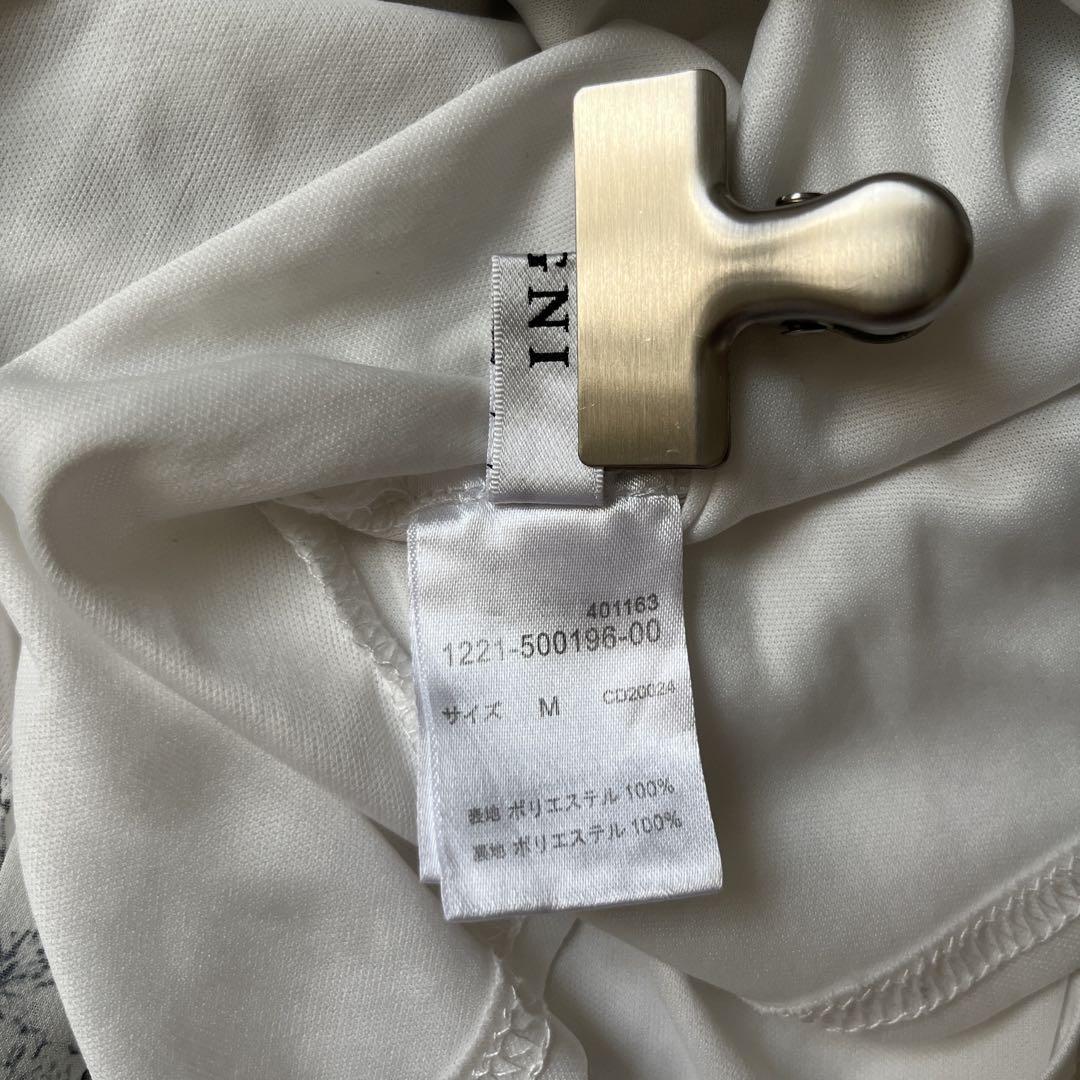 INI
401163
1221-500196-00
サイズ M CD20024
表地 ポリエステル 100%
裏地 ポリエステル 100%